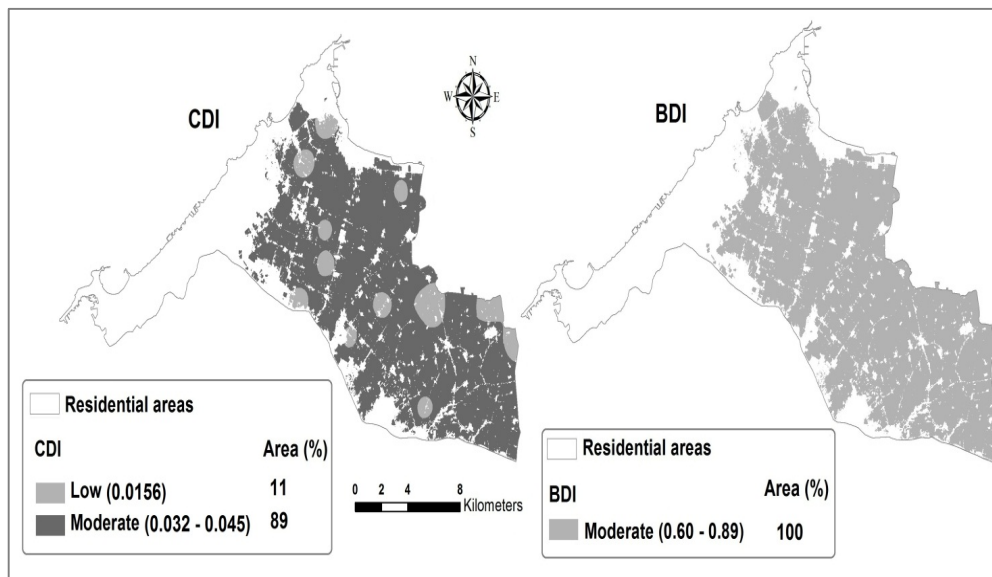 CDI
N
W E
S
BDI
Residential areas
CDI Area (%)
Low (0.0156) 11
Moderate (0.032 - 0.045) 89
0 2 4 8
Kilometers
Residential areas
BDI Area (%)
Moderate (0.60 - 0.89) 100